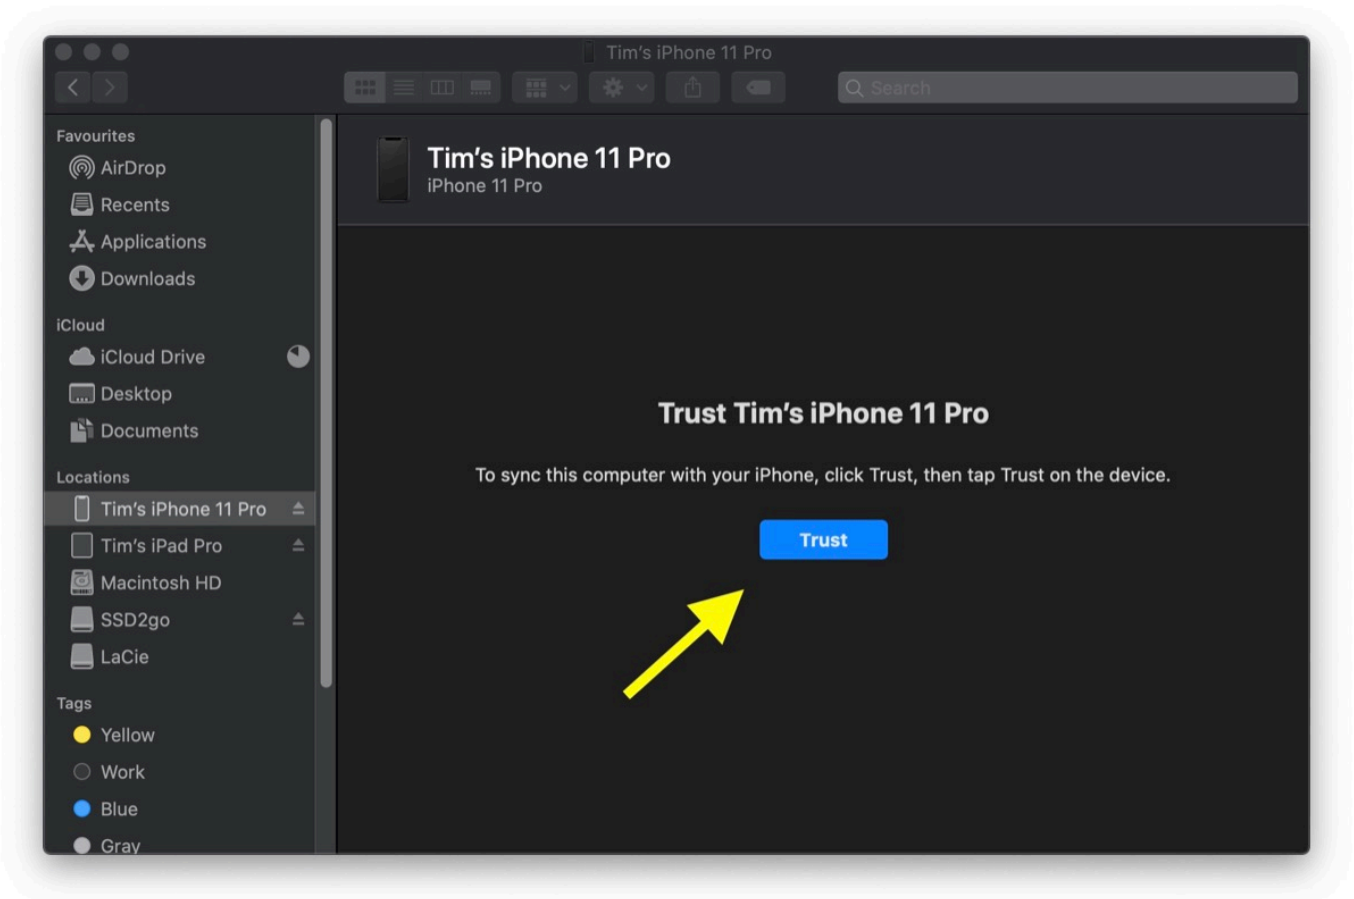 Tim's iPhone 11 Pro
Search
Favourites
AirDrop
Recents
Applications
Downloads
iCloud
iCloud Drive
Desktop
Documents
Locations
Tim's iPhone 11 Pro
Tim's iPad Pro
Macintosh HD
SSD2go
LaCie
Tags
Yellow
Work
Blue
Gray
Tim's iPhone 11 Pro
iPhone 11 Pro
Trust Tim's iPhone 11 Pro
To sync this computer with your iPhone, click Trust, then tap Trust on the device.
Trust